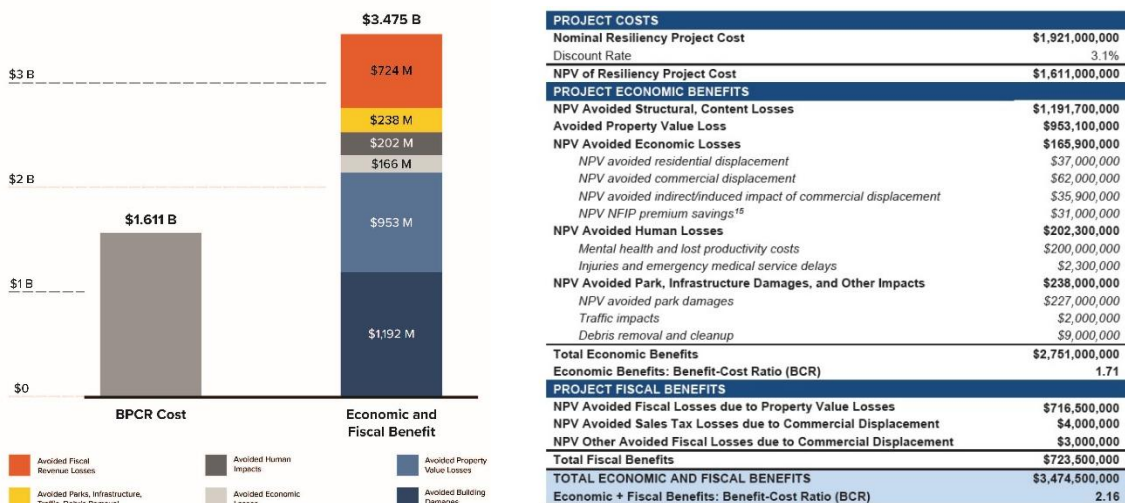 $3.475 B
$724 M
$3 B
$238 M
$202 M
$166 M
$2 B
$1.611 B
$953 M
$1 B
$1,192 M
$0
BPCR Cost
Economic and
Fiscal Benefit
Avoided Fiscal
Revenue Losses
Avoided Human
Impacts
Avoided Property
Value Losses
Avoided Parks, Infrastructure,
Avoided Economic
Avoided Building
PROJECT COSTS
Nominal Resiliency Project Cost $1,921,000,000
Discount Rate 3.1%
NPV of Resiliency Project Cost $1,611,000,000
PROJECT ECONOMIC BENEFITS
NPV Avoided Structural, Content Losses $1,191,700,000
Avoided Property Value Loss $953,100,000
NPV Avoided Economic Losses $165,900,000
NPV avoided residential displacement $37,000,000
NPV avoided commercial displacement $62,000,000
NPV avoided indirect/induced impact of commercial displacement $35,900,000
NPV NFIP premium savings¹⁵ $31,000,000
NPV Avoided Human Losses $202,300,000
Mental health and lost productivity costs $200,000,000
Injuries and emergency medical service delays $2,300,000
NPV Avoided Park, Infrastructure Damages, and Other Impacts $238,000,000
NPV avoided park damages $227,000,000
Traffic impacts $2,000,000
Debris removal and cleanup $9,000,000
Total Economic Benefits $2,751,000,000
Economic Benefits: Benefit-Cost Ratio (BCR) 1.71
PROJECT FISCAL BENEFITS
NPV Avoided Fiscal Losses due to Property Value Losses $716,500,000
NPV Avoided Sales Tax Losses due to Commercial Displacement $4,000,000
NPV Other Avoided Fiscal Losses due to Commercial Displacement $3,000,000
Total Fiscal Benefits $723,500,000
TOTAL ECONOMIC AND FISCAL BENEFITS $3,474,500,000
Economic + Fiscal Benefits: Benefit-Cost Ratio (BCR) 2.16